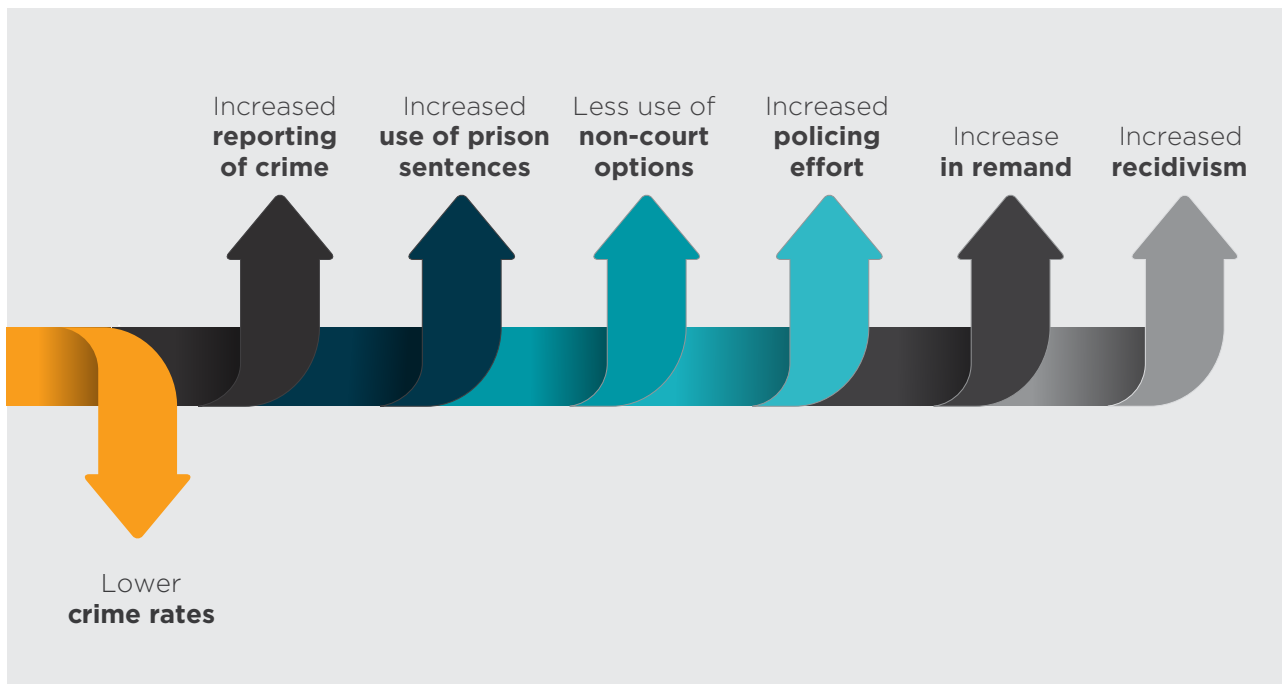 Increased
reporting
of crime
Increased
use of prison
sentences
Less use of
non-court
options
Increased
policing
effort
Increase
in remand
Increased
recidivism
Lower
crime rates